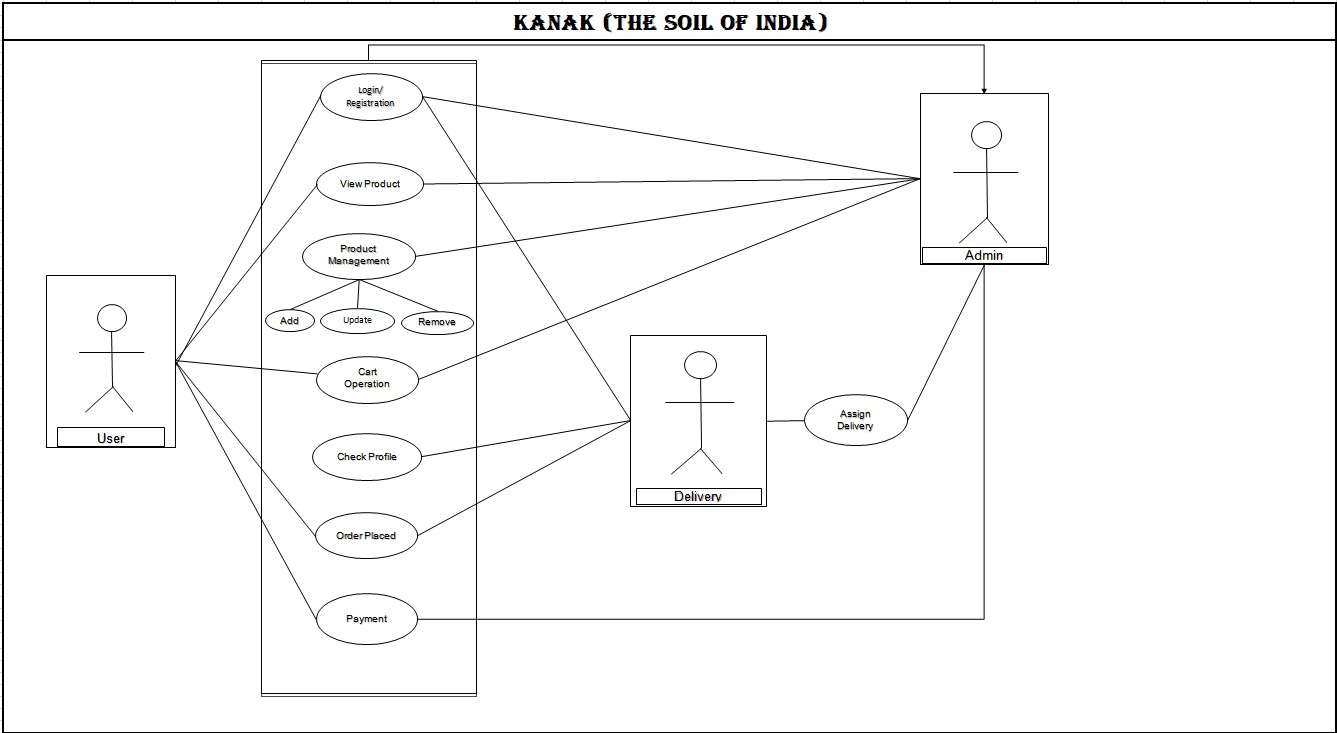 KANAK (THE SOIL OF INDIA)
Login/
Registration
View Product
Product
Management
Add
Update
Remove
Cart
Operation
Check Profile
Order Placed
Payment
User
Admin
Delivery
Assign
Delivery